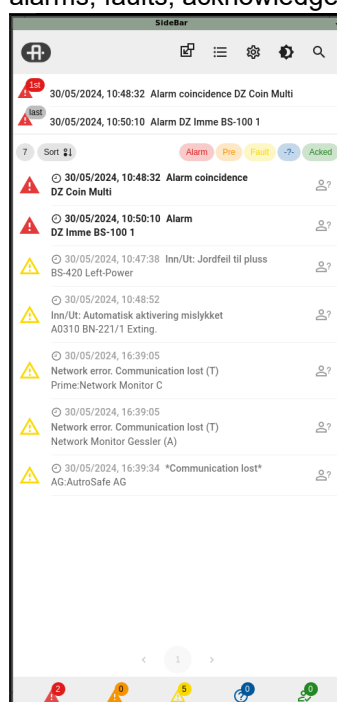 alarms, faults, acknowledge
SideBar
1st
30/05/2024, 10:48:32 Alarm coincidence DZ Coin Multi
last
30/05/2024, 10:50:10 Alarm DZ Imme BS-100 1
7 Sort Alarm Pre Fault -?- Acked
30/05/2024, 10:48:32 Alarm coincidence
DZ Coin Multi
30/05/2024, 10:50:10 Alarm
DZ Imme BS-100 1
30/05/2024, 10:47:38 Inn/Ut: Jordfeil til pluss
BS-420 Left-Power
30/05/2024, 10:48:52
Inn/Ut: Automatisk aktivering mislykket
A0310 BN-221/1 Exting.
30/05/2024, 16:39:05
Network error. Communication lost (T)
Prime:Network Monitor C
30/05/2024, 16:39:05
Network error. Communication lost (T)
Network Monitor Gessler (A)
30/05/2024, 16:39:34 *Communication lost*
AG:AutroSafe AG
1
2 0 5 0 0